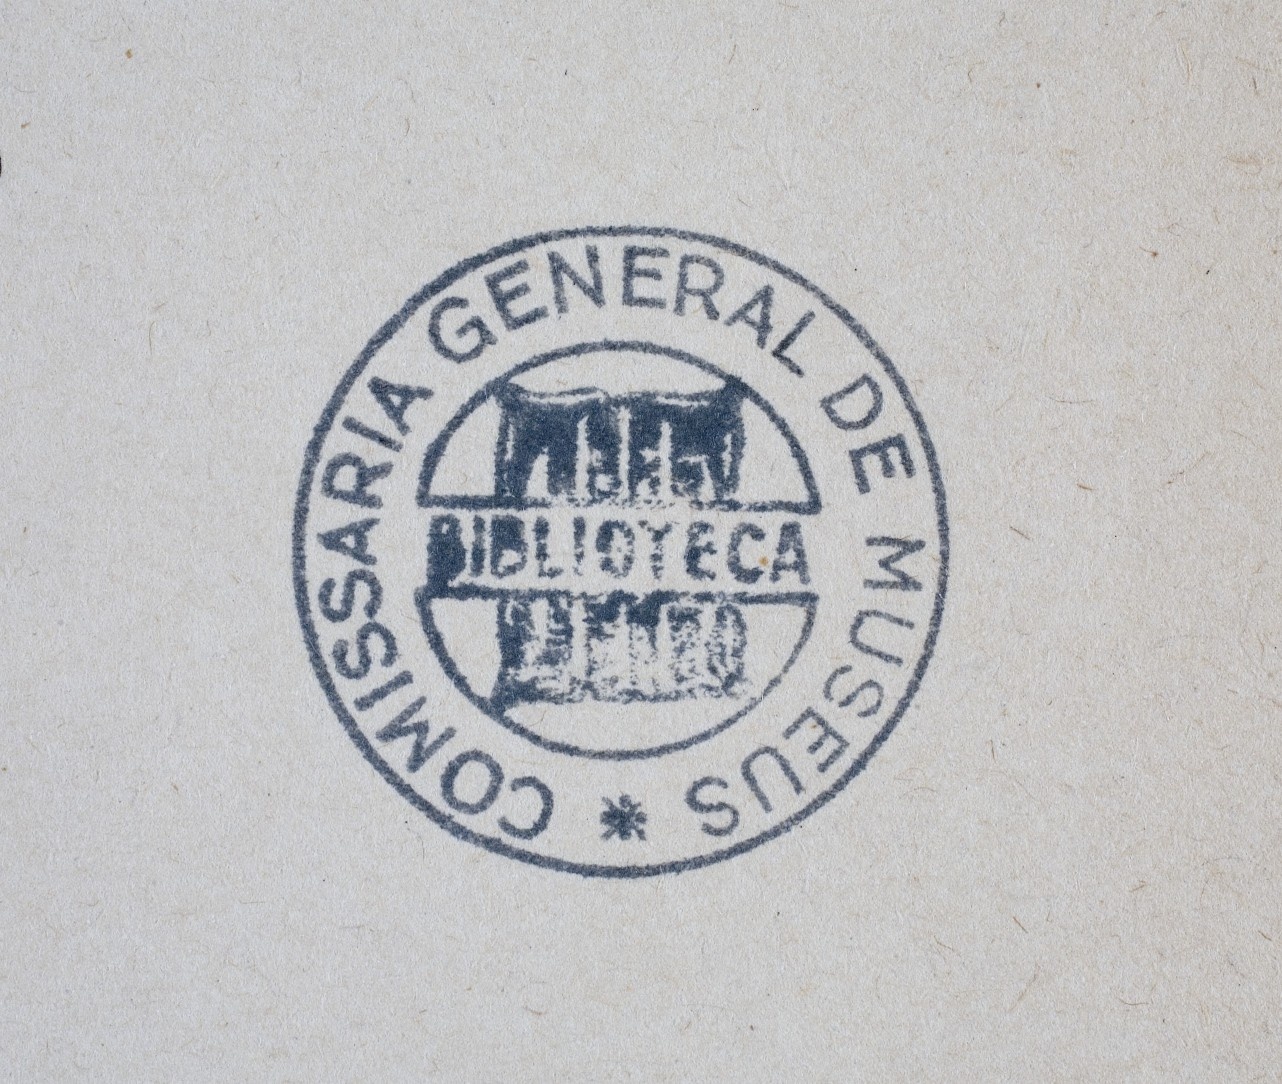 COMISSARIA GENERAL DE MUSEUS *
BIBLIOTECA